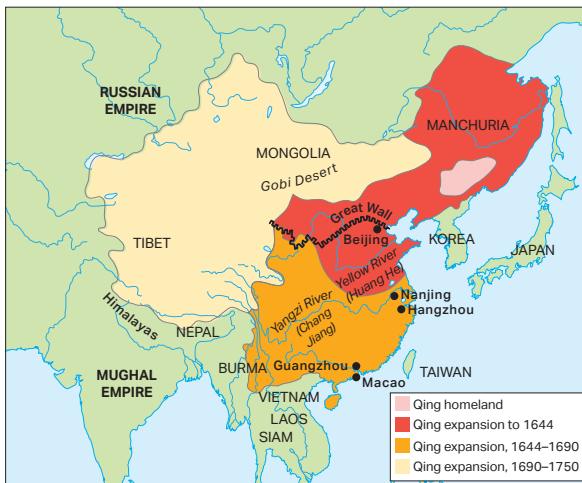 RUSSIAN
EMPIRE
MANCHURIA
MONGOLIA
Gobi Desert
Great Wall
Beijing
KOREA
JAPAN
TIBET
Yellow River
(Huang He)
Himalayas
Yangzi River
(Chang
Jiang)
Nanjing
Hangzhou
NEPAL
BURMA
Guangzhou
TAIWAN
MUGHAL
EMPIRE
Macao
VIETNAM
LAOS
SIAM
Qing homeland
Qing expansion to 1644
Qing expansion, 1644–1690
Qing expansion, 1690–1750